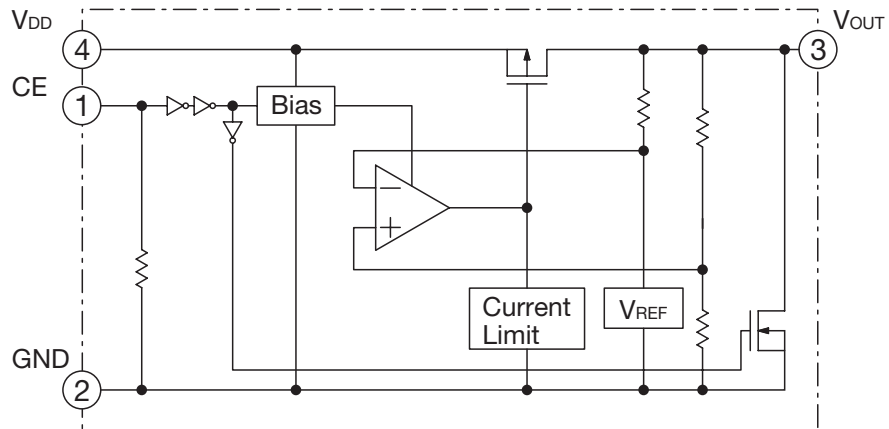 VDD
VOUT
4
3
CE
1
Bias
−
+
Current
Limit
VREF
GND
2